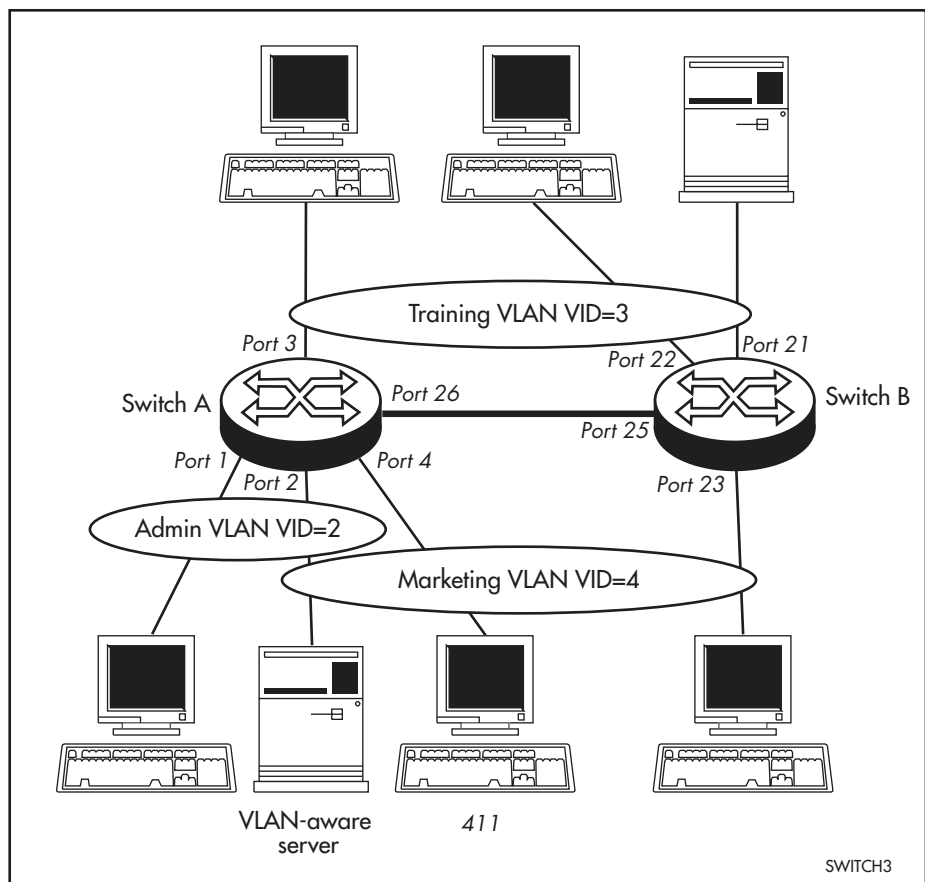 Training VLAN VID=3
Port 3
Port 22
Port 21
Switch A
Port 26
Switch B
Port 25
Port 1
Port 2
Port 4
Port 23
Admin VLAN VID=2
Marketing VLAN VID=4
VLAN-aware
server
411
SWITCH3